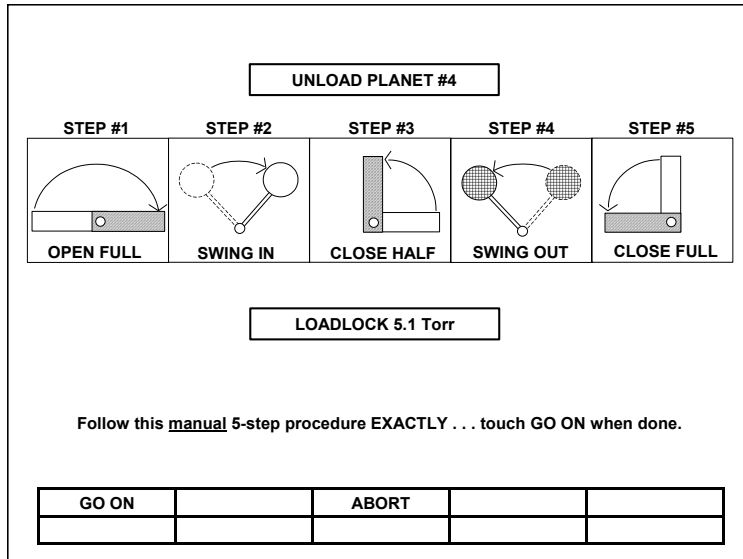 UNLOAD PLANET #4
STEP #1 STEP #2 STEP #3 STEP #4 STEP #5
OPEN FULL SWING IN CLOSE HALF SWING OUT CLOSE FULL
LOADLOCK 5.1 Torr
Follow this manual 5-step procedure EXACTLY . . . touch GO ON when done.
GO ON ABORT